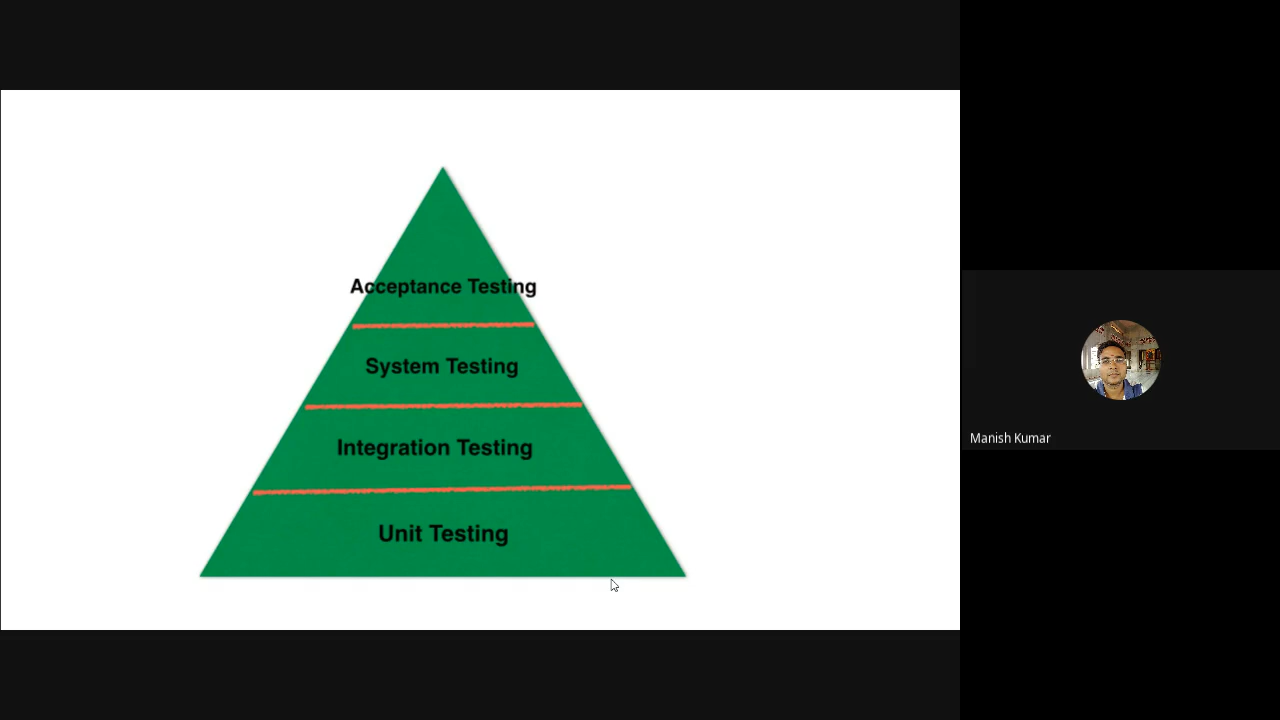 Acceptance Testing
System Testing
Integration Testing
Unit Testing
Manish Kumar